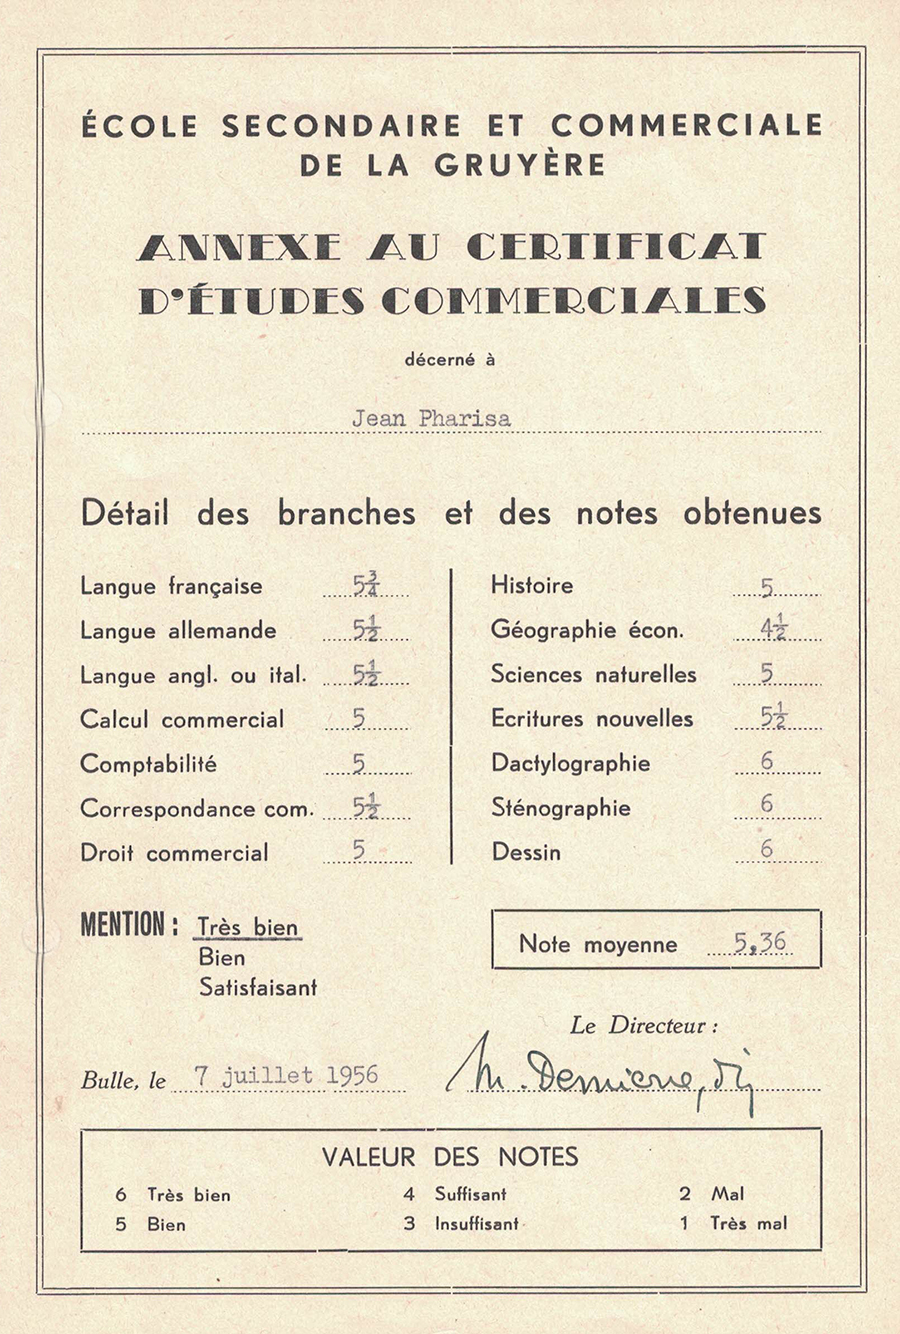 ÉCOLE SECONDAIRE ET COMMERCIALE
DE LA GRUYÈRE
ANNEXE AU CERTIFICAT
D'ÉTUDES COMMERCIALES
décerné à
Jean Pharisa
Détail des branches et des notes obtenues
Langue française 5¾
Langue allemande 5½
Langue angl. ou ital. 5½
Calcul commercial 5
Comptabilité 5
Correspondance com. 5½
Droit commercial 5
Histoire 5
Géographie écon. 4½
Sciences naturelles 5
Ecritures nouvelles 5½
Dactylographie 6
Sténographie 6
Dessin 6
MENTION : Très bien
Bien
Satisfaisant
Note moyenne 5,36
Le Directeur :
Bulle, le 7 juillet 1956
VALEUR DES NOTES
6 Très bien 4 Suffisant 2 Mal
5 Bien 3 Insuffisant 1 Très mal